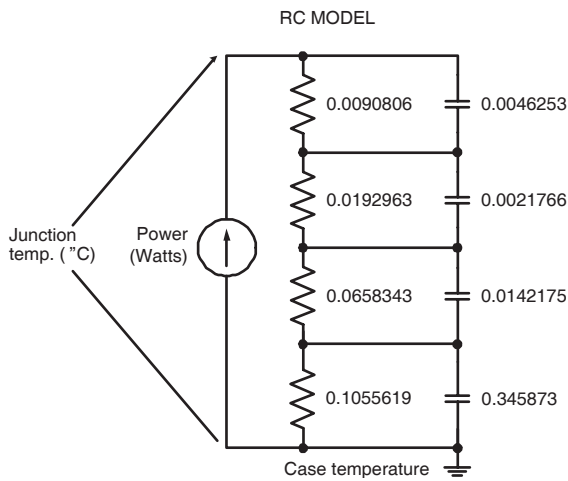 RC MODEL
0.0090806
0.0046253
0.0192963
0.0021766
Junction
temp. ( ”C)
Power
(Watts)
0.0658343
0.0142175
0.1055619
0.345873
Case temperature